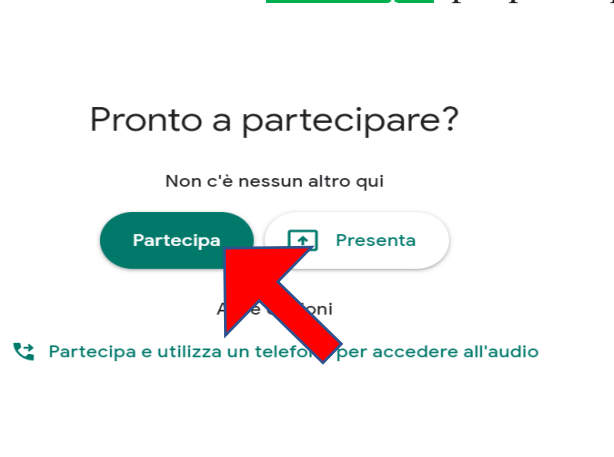 Pronto a partecipare?
Non c'è nessun altro qui
Partecipa
Presenta
Partecipa e utilizza un telefono per accedere all'audio